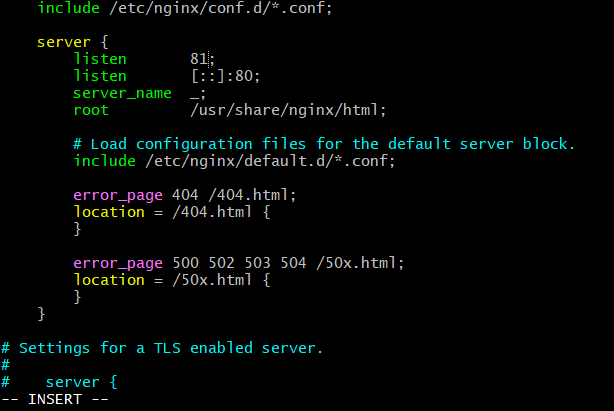 include /etc/nginx/conf.d/*.conf;

    server {
        listen       81;
        listen       [::]:80;
        server_name  _;
        root         /usr/share/nginx/html;

        # Load configuration files for the default server block.
        include /etc/nginx/default.d/*.conf;

        error_page 404 /404.html;
        location = /404.html {
        }

        error_page 500 502 503 504 /50x.html;
        location = /50x.html {
        }
    }

# Settings for a TLS enabled server.
#
#    server {
-- INSERT --